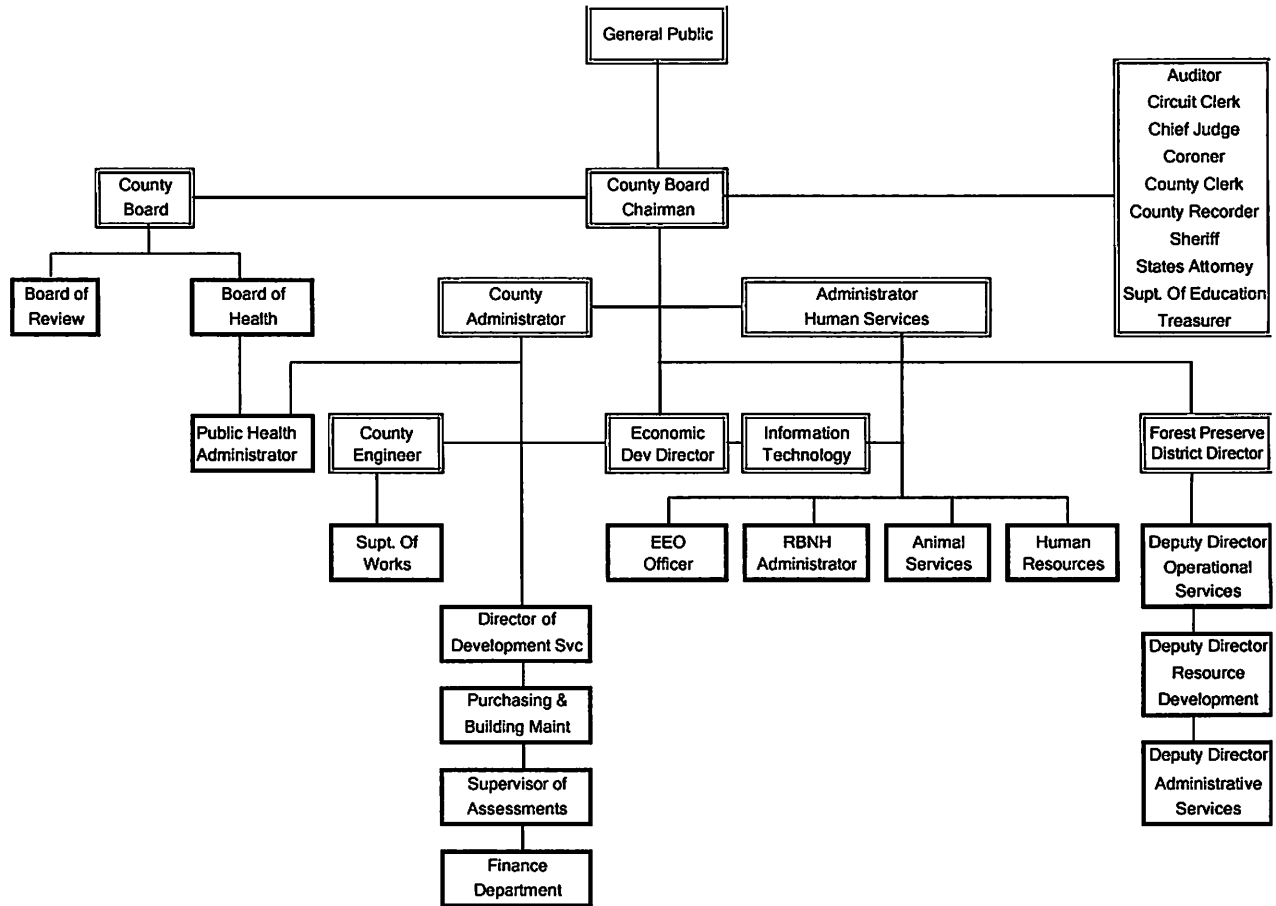 General Public
Auditor
Circuit Clerk
Chief Judge
Coroner
County Clerk
County Recorder
Sheriff
States Attorney
Supt. Of Education
Treasurer
County
Board
County Board
Chairman
Board of
Review
Board of
Health
County
Administrator
Administrator
Human Services
Public Health
Administrator
County
Engineer
Economic
Dev Director
Information
Technology
Forest Preserve
District Director
Supt. Of
Works
EEO
Officer
RBNH
Administrator
Animal
Services
Human
Resources
Deputy Director
Operational
Services
Director of
Development Svc
Deputy Director
Resource
Development
Purchasing &
Building Maint
Supervisor of
Assessments
Deputy Director
Administrative
Services
Finance
Department